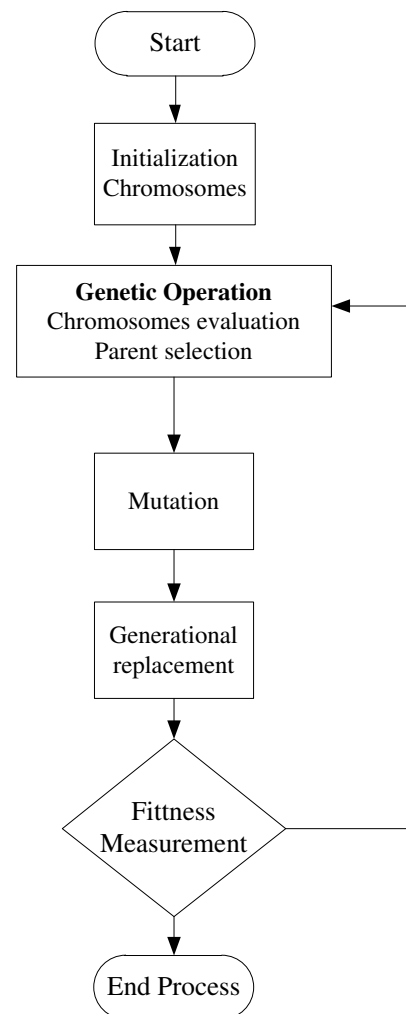 Start
Initialization
Chromosomes
Genetic Operation
Chromosomes evaluation
Parent selection
Mutation
Generational
replacement
Fittness
Measurement
End Process